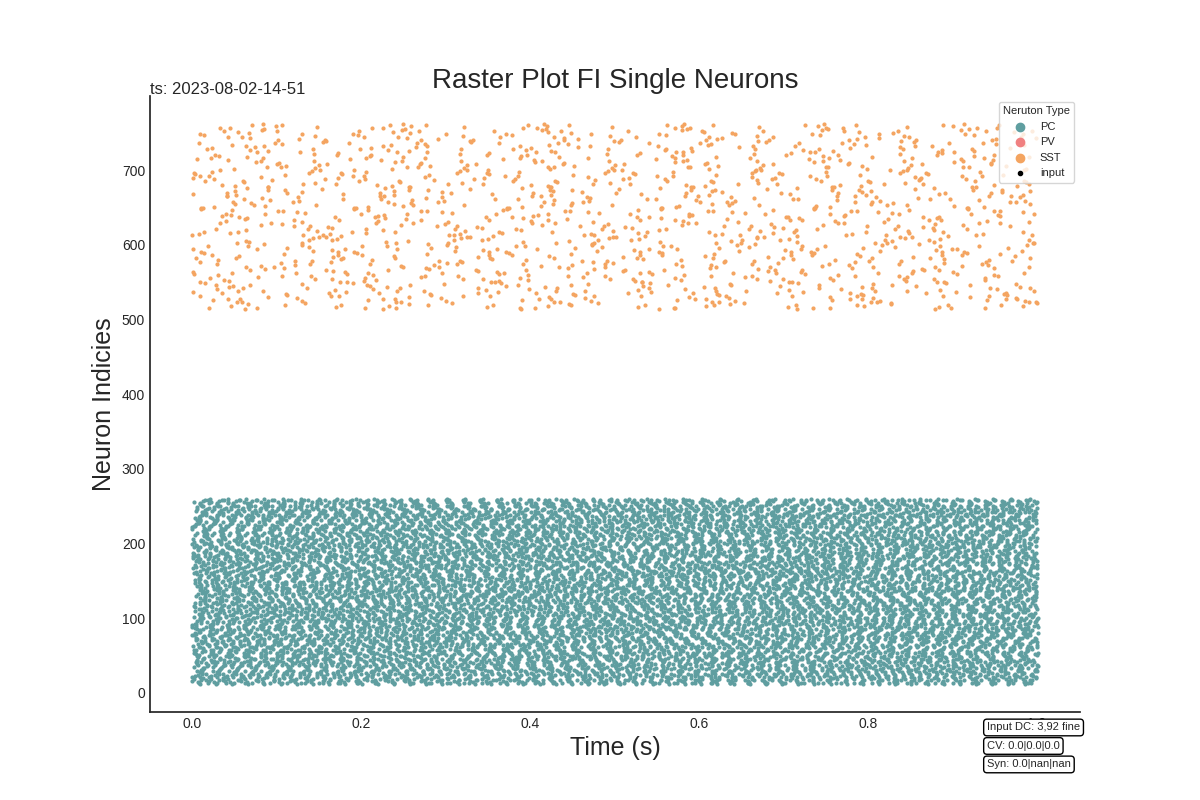 Raster Plot FI Single Neurons
ts: 2023-08-02-14-51
Neruton Type
PC
PV
SST
input
Neuron Indicies
700
600
500
400
300
200
100
0
0.0 0.2 0.4 0.6 0.8
Time (s)
Input DC: 3,92 fine
CV: 0.0|0.0|0.0
Syn: 0.0|nan|nan